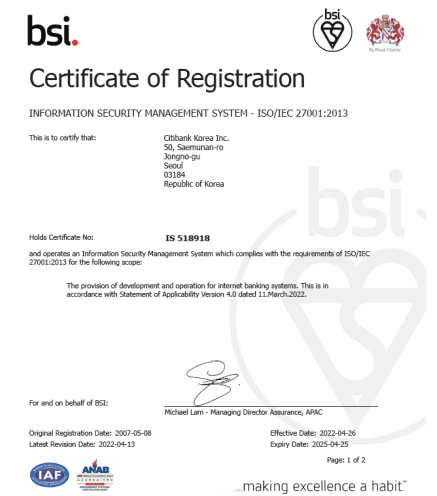 bsi.
bsi
By Royal Charter
Certificate of Registration
INFORMATION SECURITY MANAGEMENT SYSTEM - ISO/IEC 27001:2013
This is to certify that:
Citibank Korea Inc.
50, Saemunan-ro
Jongno-gu
Seoul
03184
Republic of Korea
bsi
Holds Certificate No:
IS 518918
and operates an Information Security Management System which complies with the requirements of ISO/IEC
27001:2013 for the following scope:
The provision of development and operation for internet banking systems. This is in
accordance with Statement of Applicability Version 4.0 dated 11.March.2022.
For and on behalf of BSI:
Michael Lam - Managing Director Assurance, APAC
Original Registration Date: 2007-05-08
Effective Date: 2022-04-26
Latest Revision Date: 2022-04-13
Expiry Date: 2025-04-25
Page: 1 of 2
IAF
ANAB
ACCREDITED
...making excellence a habit.™